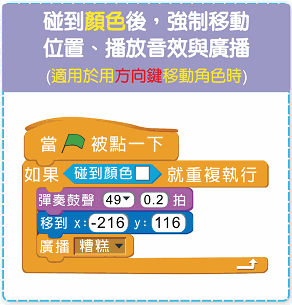 碰到顏色後，強制移動
位置、播放音效與廣播
(適用於用方向鍵移動角色時)
當 被點一下
如果 碰到顏色 就重複執行
彈奏鼓聲 49▼ 0.2 拍
移到 x: -216 y: 116
廣播 糟糕